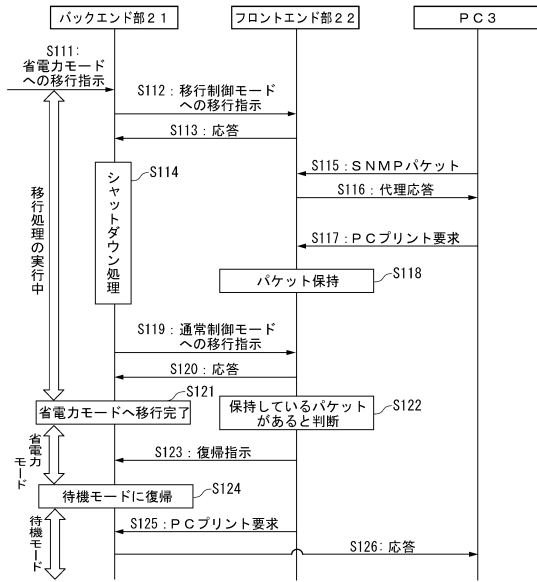 バックエンド部21
フロントエンド部22
PC3
S111:
省電力モード
への移行指示
S112:移行制御モード
への移行指示
S113:応答
シャットダウン処理
S114
S115:SNMPパケット
S116:代理応答
移行処理の実行中
S117:PCプリント要求
パケット保持
S118
S119:通常制御モード
への移行指示
S120:応答
S121
省電力モードへ移行完了
保持しているパケット
があると判断
S122
省電力
モード
S123:復帰指示
待機モードに復帰
S124
待機モード
S125:PCプリント要求
S126:応答